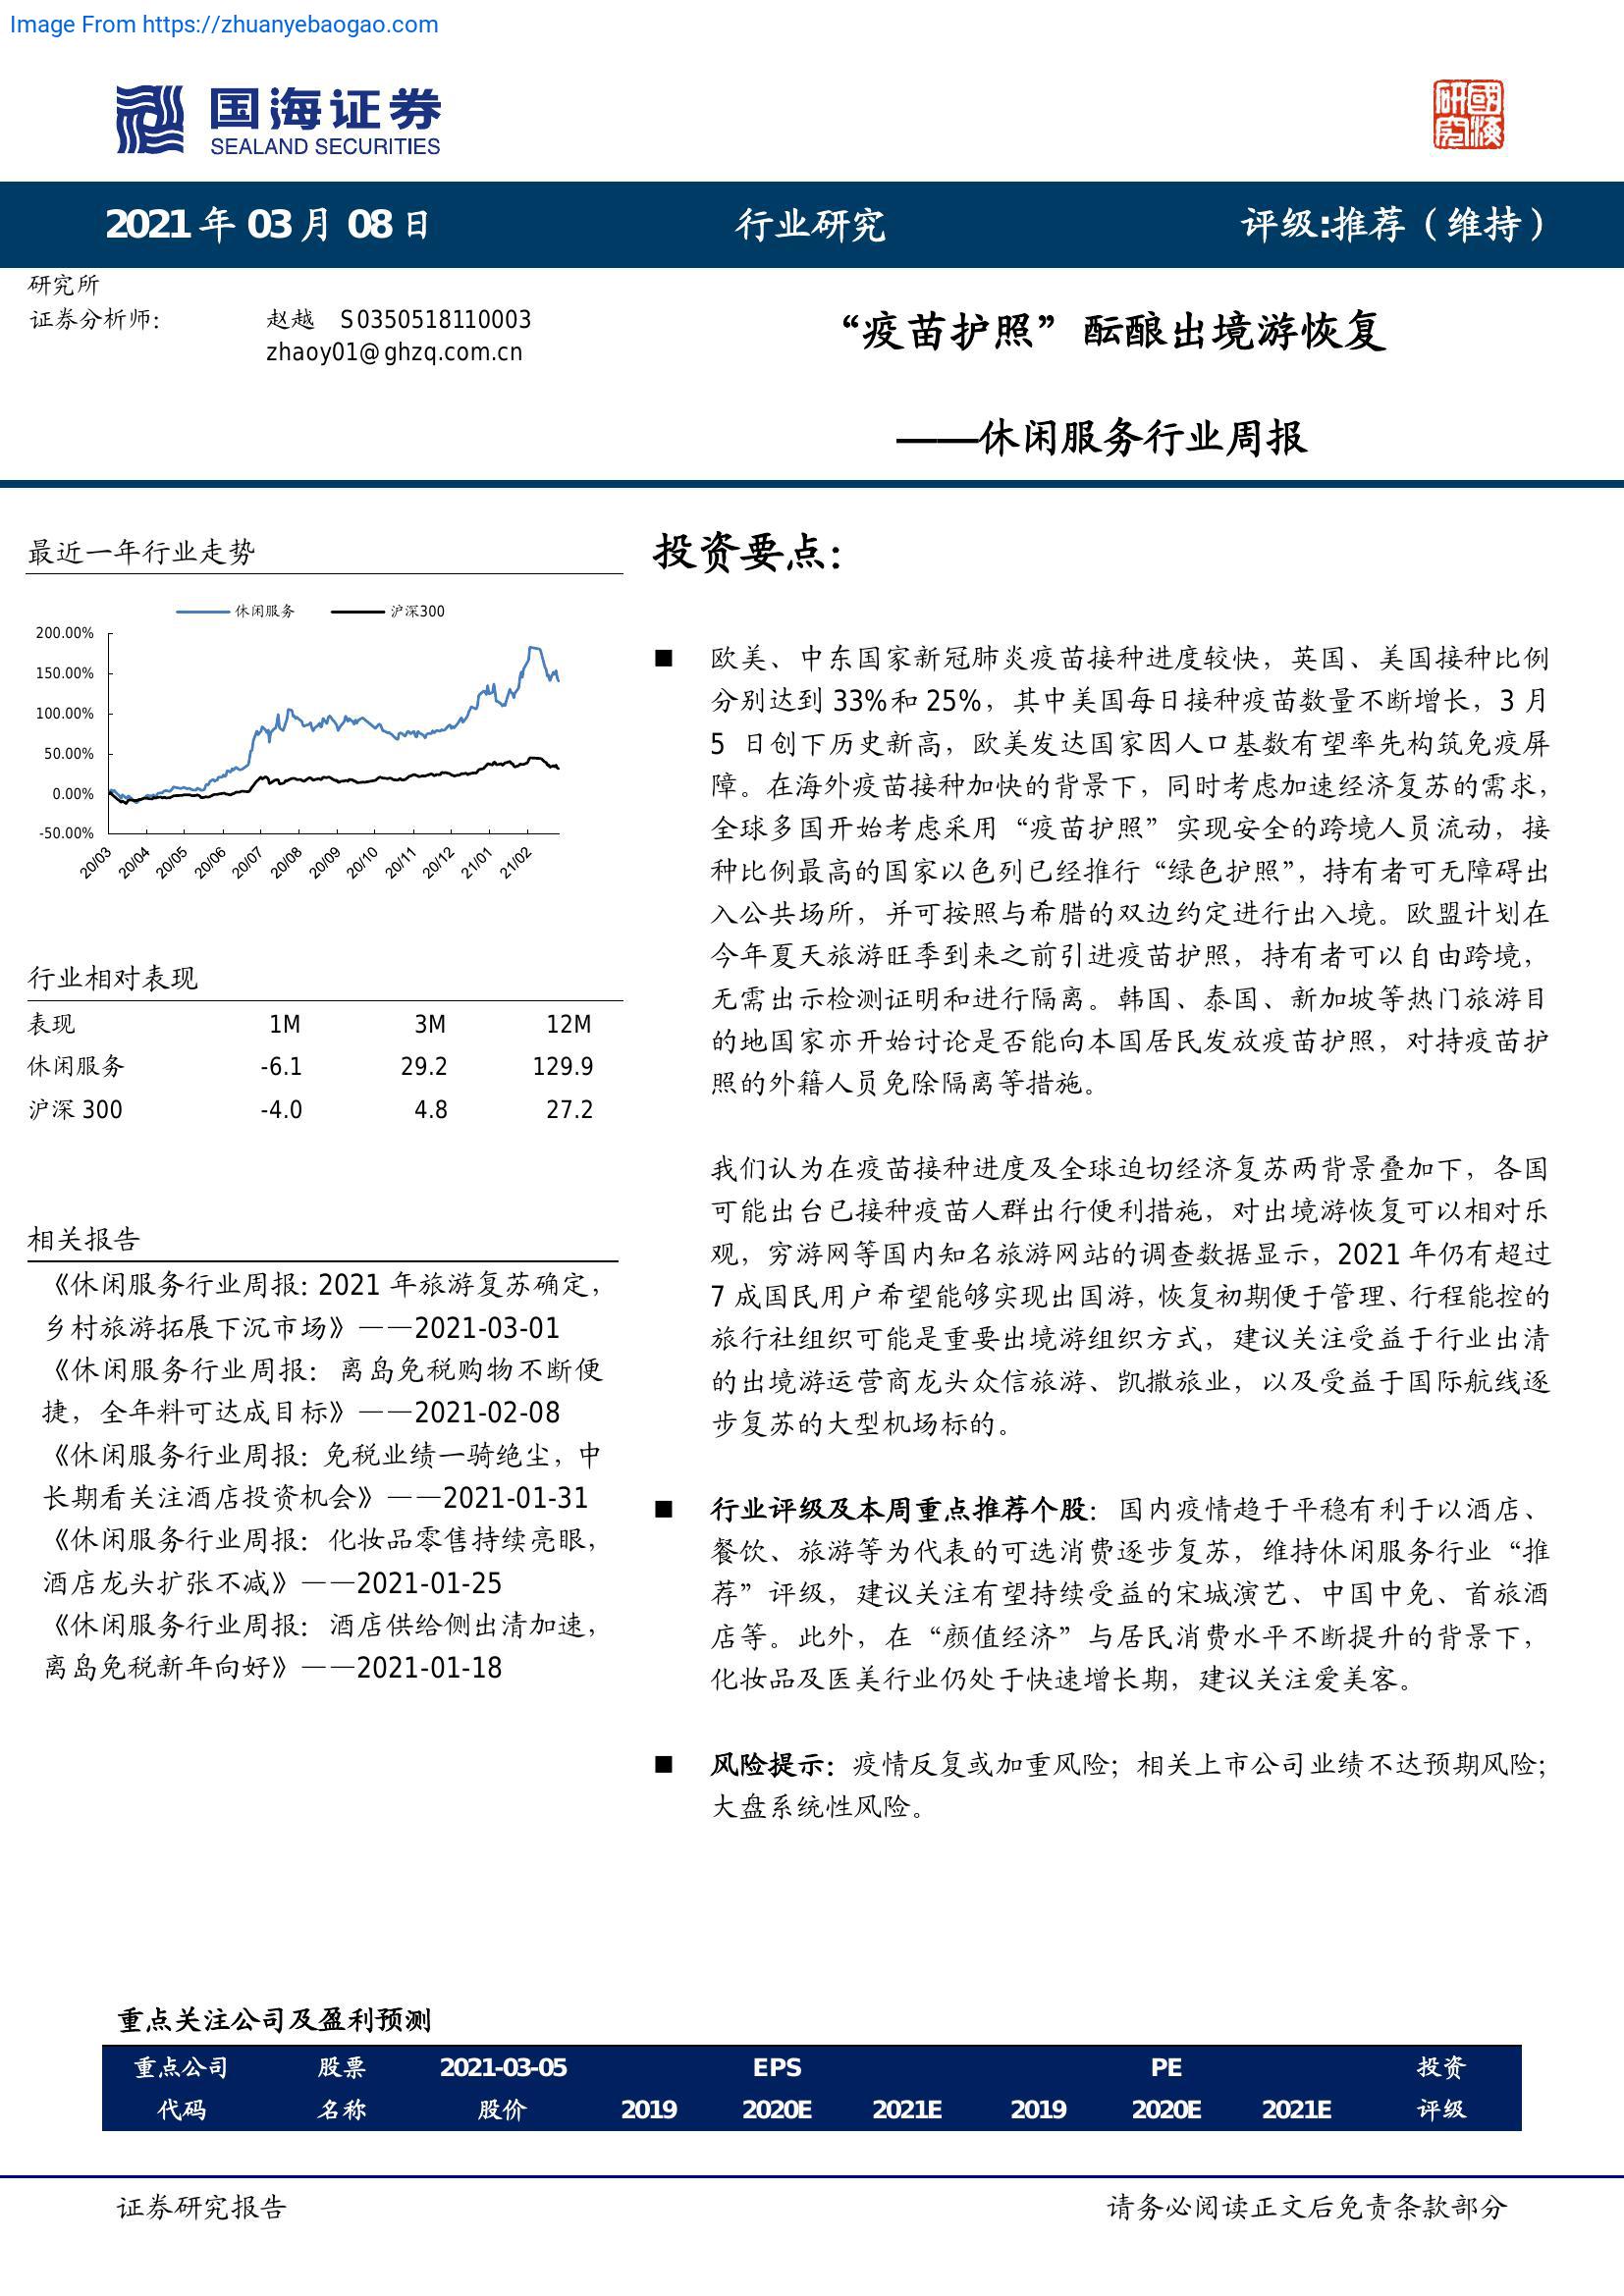 Image From https://zhuanyebaogao.com
国海证券
SEALAND SECURITIES
研究
國海
2021 年 03 月 08 日
行业研究
评级:推荐（维持）
研究所
证券分析师：
赵越 S0350518110003
zhaoy01@ghzq.com.cn
“疫苗护照”酝酿出境游恢复
——休闲服务行业周报
最近一年行业走势
休闲服务
沪深300
200.00%
150.00%
100.00%
50.00%
0.00%
-50.00%
20/03
20/04
20/05
20/06
20/07
20/08
20/09
20/10
20/11
20/12
21/01
21/02
行业相对表现
表现 1M 3M 12M
休闲服务 -6.1 29.2 129.9
沪深 300 -4.0 4.8 27.2
相关报告
《休闲服务行业周报：2021 年旅游复苏确定，
乡村旅游拓展下沉市场》——2021-03-01
《休闲服务行业周报：离岛免税购物不断便
捷，全年料可达成目标》——2021-02-08
《休闲服务行业周报：免税业绩一骑绝尘，中
长期看关注酒店投资机会》——2021-01-31
《休闲服务行业周报：化妆品零售持续亮眼，
酒店龙头扩张不减》——2021-01-25
《休闲服务行业周报：酒店供给侧出清加速，
离岛免税新年向好》——2021-01-18
投资要点：
■ 欧美、中东国家新冠肺炎疫苗接种进度较快，英国、美国接种比例
分别达到 33%和 25%，其中美国每日接种疫苗数量不断增长，3 月
5 日创下历史新高，欧美发达国家因人口基数有望率先构筑免疫屏
障。在海外疫苗接种加快的背景下，同时考虑加速经济复苏的需求，
全球多国开始考虑采用“疫苗护照”实现安全的跨境人员流动，接
种比例最高的国家以色列已经推行“绿色护照”，持有者可无障碍出
入公共场所，并可按照与希腊的双边约定进行出入境。欧盟计划在
今年夏天旅游旺季到来之前引进疫苗护照，持有者可以自由跨境，
无需出示检测证明和进行隔离。韩国、泰国、新加坡等热门旅游目
的地国家亦开始讨论是否能向本国居民发放疫苗护照，对持疫苗护
照的外籍人员免除隔离等措施。
我们认为在疫苗接种进度及全球迫切经济复苏两背景叠加下，各国
可能出台已接种疫苗人群出行便利措施，对出境游恢复可以相对乐
观，穷游网等国内知名旅游网站的调查数据显示，2021 年仍有超过
7 成国民用户希望能够实现出国游，恢复初期便于管理、行程能控的
旅行社组织可能是重要出境游组织方式，建议关注受益于行业出清
的出境游运营商龙头众信旅游、凯撒旅业，以及受益于国际航线逐
步复苏的大型机场标的。
■ 行业评级及本周重点推荐个股：国内疫情趋于平稳有利于以酒店、
餐饮、旅游等为代表的可选消费逐步复苏，维持休闲服务行业“推
荐”评级，建议关注有望持续受益的宋城演艺、中国中免、首旅酒
店等。此外，在“颜值经济”与居民消费水平不断提升的背景下，
化妆品及医美行业仍处于快速增长期，建议关注爱美客。
■ 风险提示：疫情反复或加重风险；相关上市公司业绩不达预期风险；
大盘系统性风险。
重点关注公司及盈利预测
重点公司 股票 2021-03-05 EPS PE 投资
代码 名称 股价 2019 2020E 2021E 2019 2020E 2021E 评级
证券研究报告
请务必阅读正文后免责条款部分